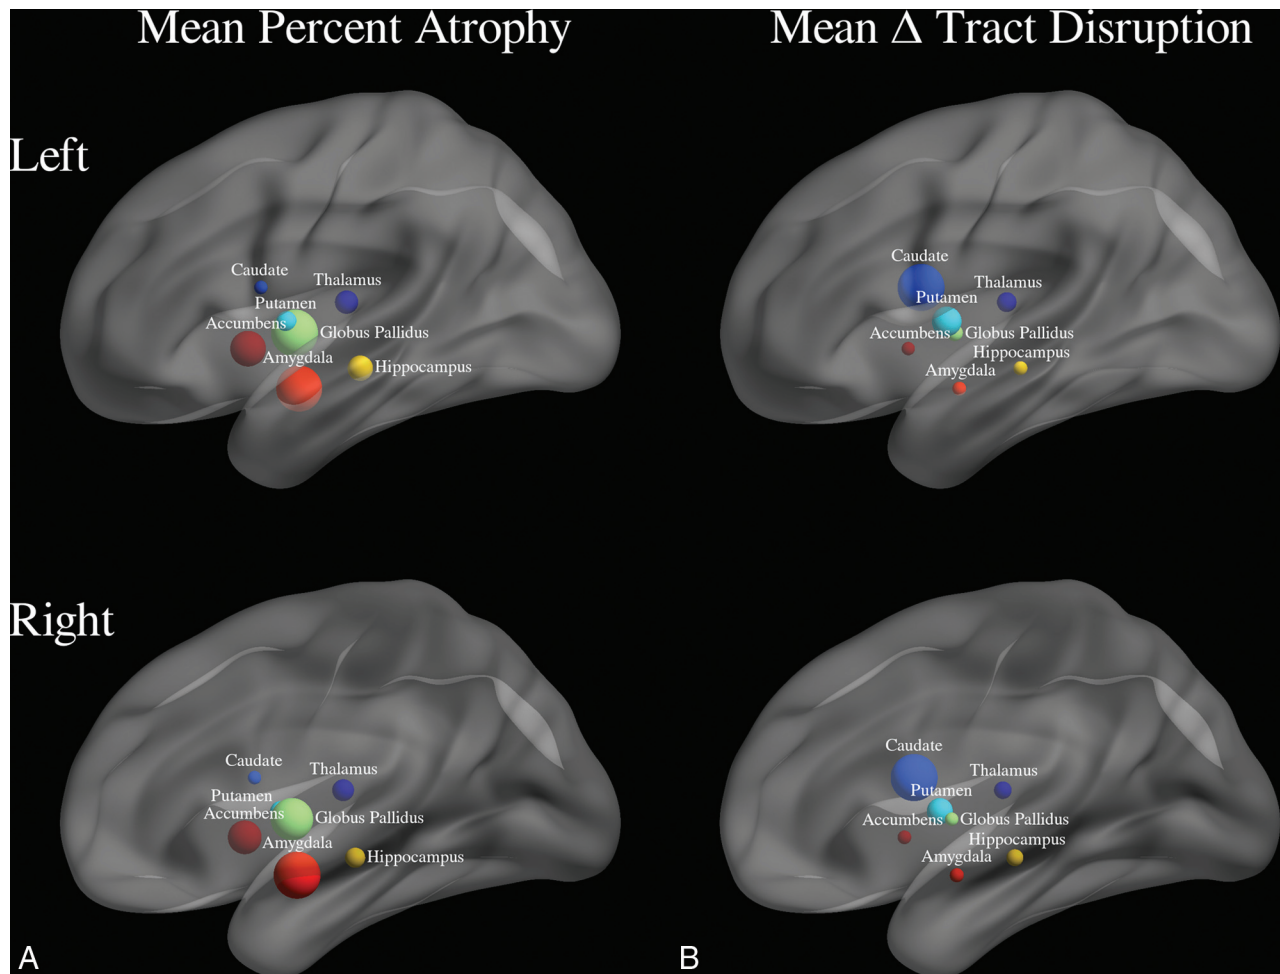 Mean Percent Atrophy
Mean Δ Tract Disruption
Left
Caudate
Thalamus
Putamen
Accumbens
Globus Pallidus
Amygdala
Hippocampus
Caudate
Thalamus
Putamen
Accumbens
Globus Pallidus
Hippocampus
Amygdala
Right
Caudate
Thalamus
Putamen
Accumbens
Globus Pallidus
Amygdala
Hippocampus
Caudate
Thalamus
Putamen
Accumbens
Globus Pallidus
Hippocampus
Amygdala
A
B